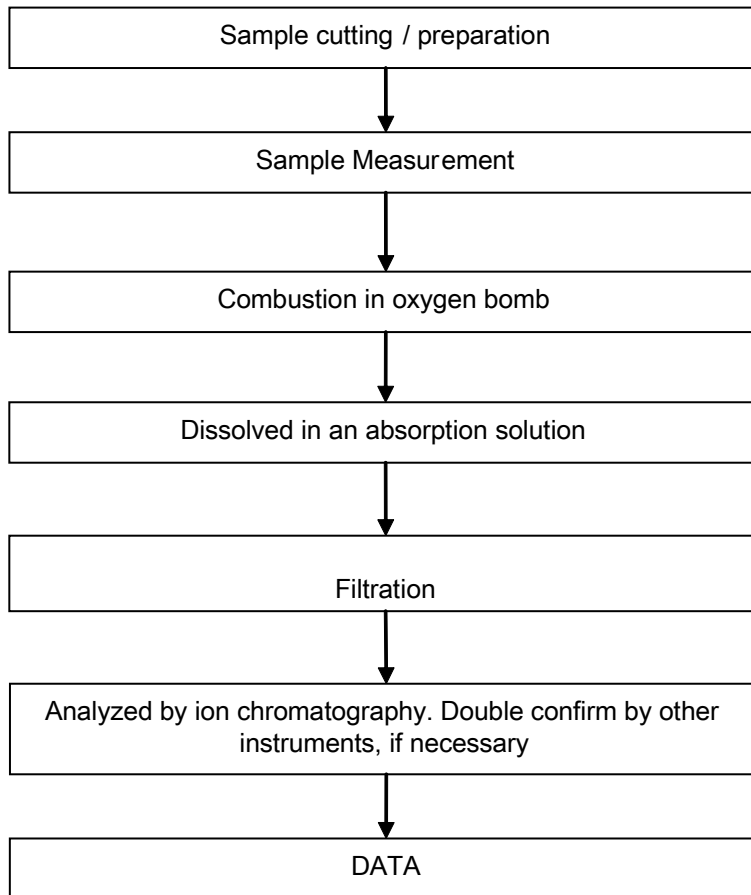 Sample cutting / preparation
Sample Measurement
Combustion in oxygen bomb
Dissolved in an absorption solution
Filtration
Analyzed by ion chromatography. Double confirm by other
instruments, if necessary
DATA